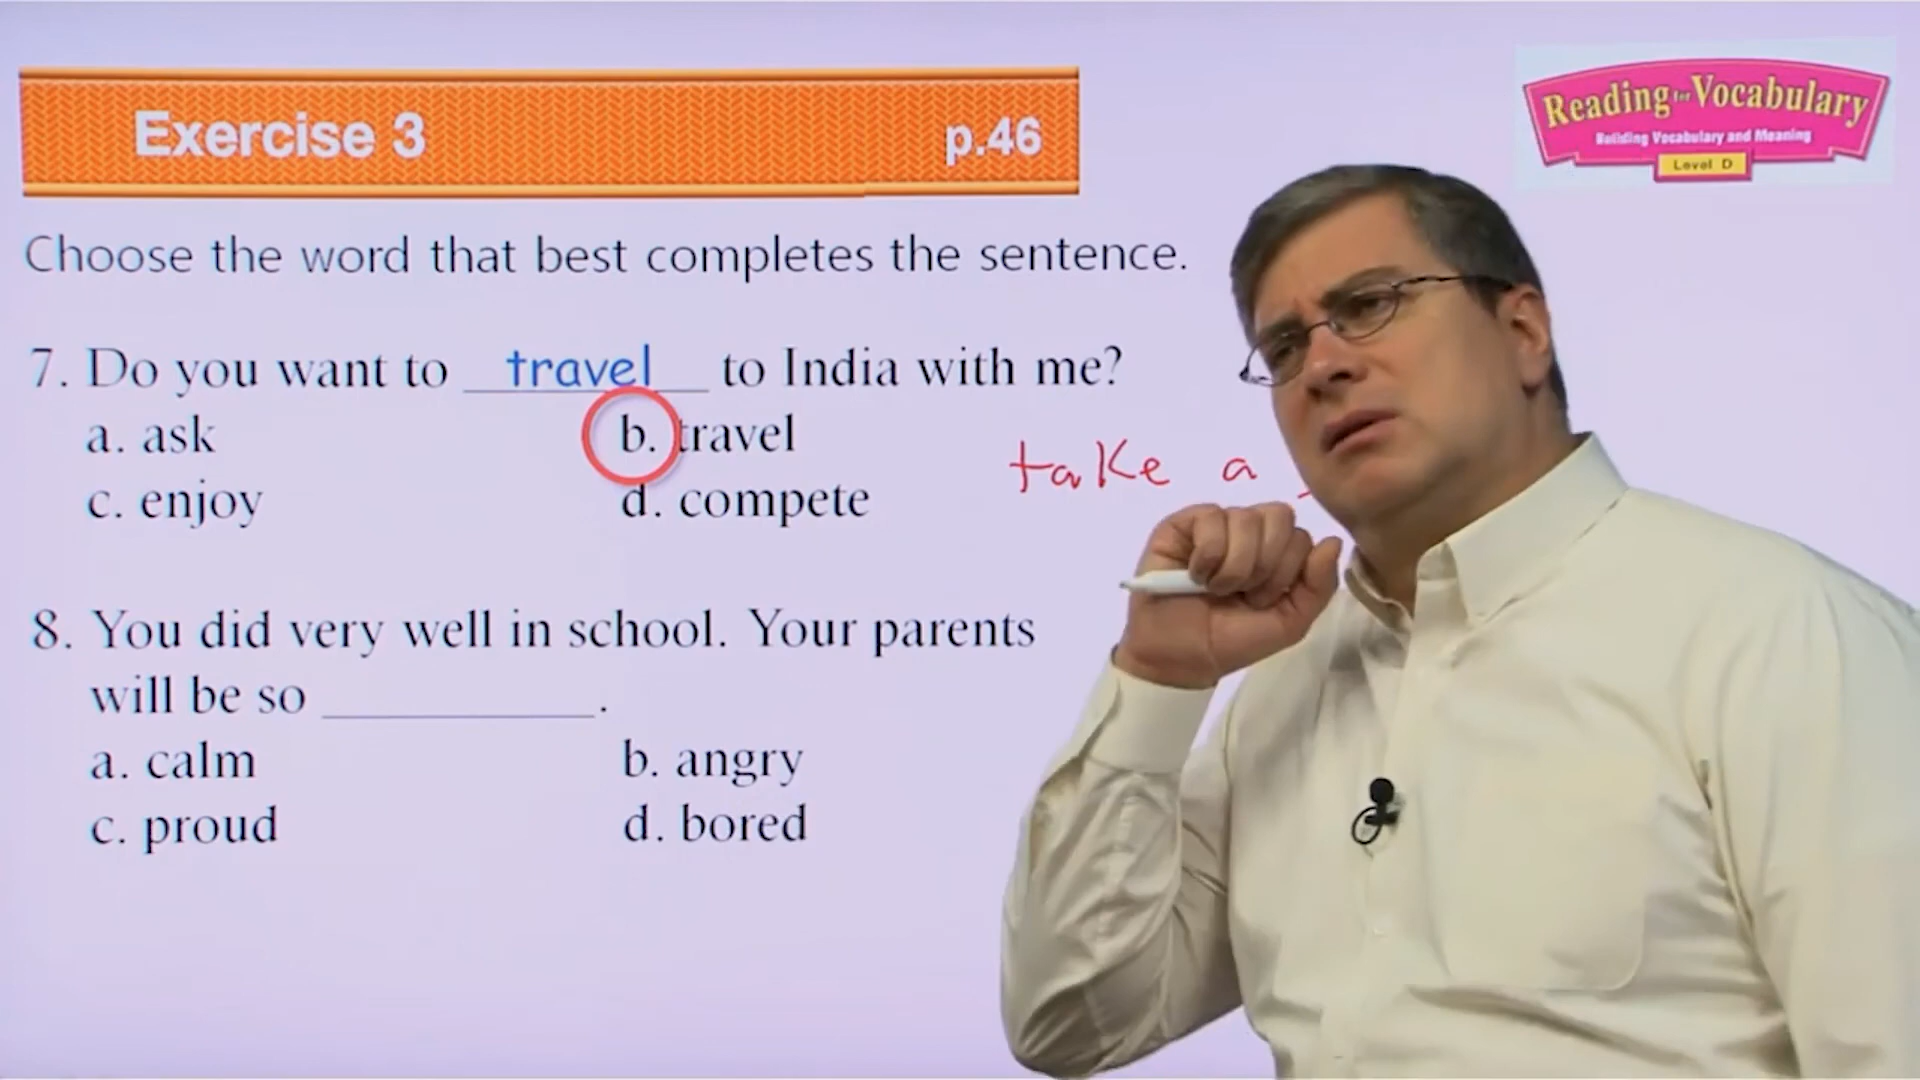 Exercise 3
p.46
Reading for Vocabulary
Building Vocabulary and Meaning
Level D
Choose the word that best completes the sentence.
7. Do you want to travel to India with me?
a. ask
b. travel
c. enjoy
d. compete
take a
8. You did very well in school. Your parents
will be so __________.
a. calm
b. angry
c. proud
d. bored